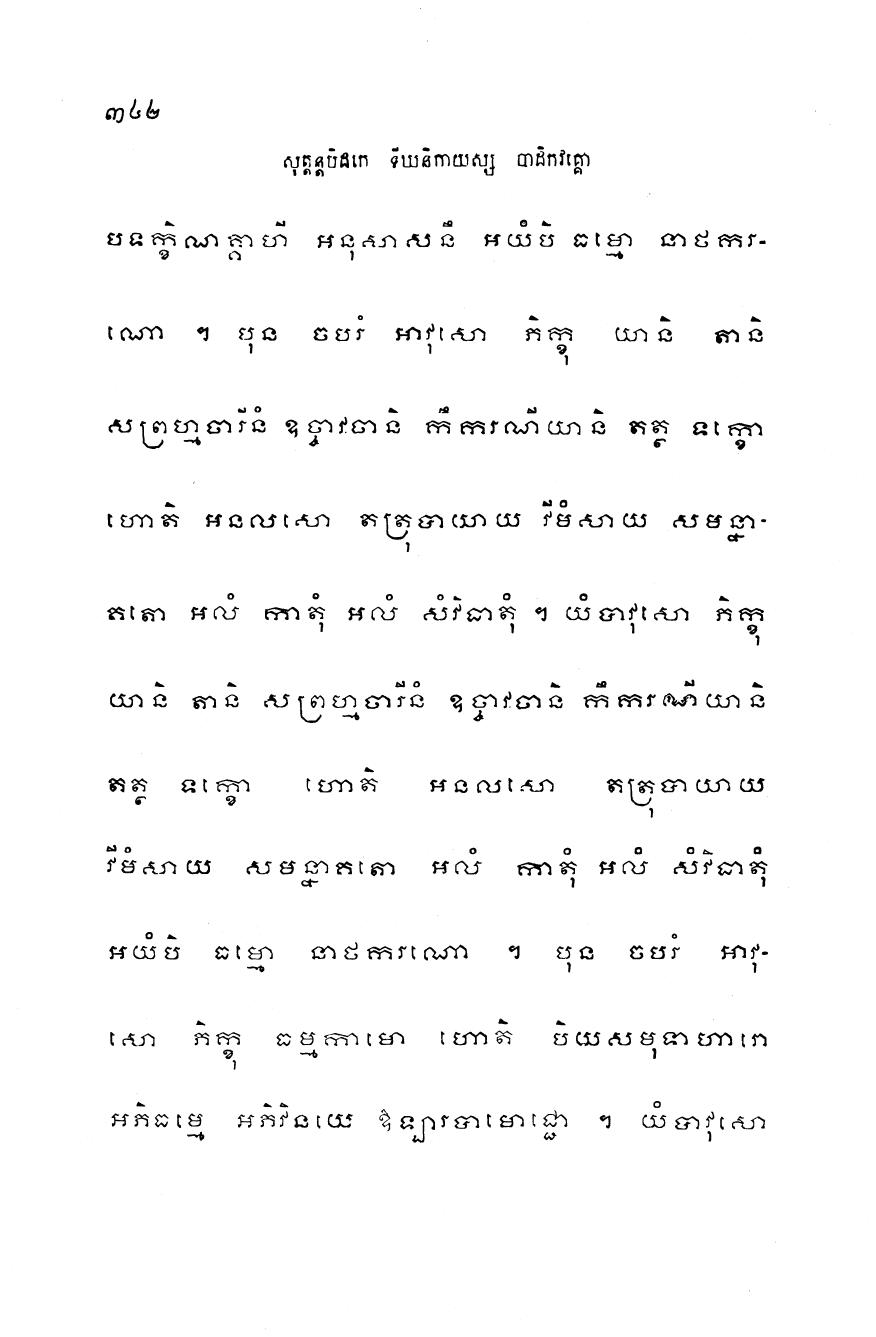 ៣៤២
សុត្តន្តបិដកេ ទីឃនិកាយស្ស បាដិកវគ្គោ
បទក្ខិណគ្គាហី អនុសាសនឹ អយំបិ ធម្មោ នាថករ-
ណោ ។ បុន ចបរំ អាវុសោ ភិក្ខុ យានិ តានិ
សព្រហ្មចារីនំ ឧច្ចាវចានិ កឹករណីយានិ តត្ថ ទក្ខោ
ហោតិ អនលសោ តត្រុបាយាយ វីមំសាយ សមន្នា-
គតោ អលំ កាតុំ អលំ សំវិធាតុំ ។ យំបាវុសោ ភិក្ខុ
យានិ តានិ សព្រហ្មចារីនំ ឧច្ចាវចានិ កឹករណីយានិ
តត្ថ ទក្ខោ ហោតិ អនលសោ តត្រុបាយាយ
វីមំសាយ សមន្នាគតោ អលំ កាតុំ អលំ សំវិធាតុំ
អយំបិ ធម្មោ នាថករណោ ។ បុន ចបរំ អាវុ-
សោ ភិក្ខុ ធម្មកាមោ ហោតិ បិយសមុទាហារោ
អភិធម្មេ អភិវិនយេ ឱឡារបាមោជ្ជោ ។ យំបាវុសោ